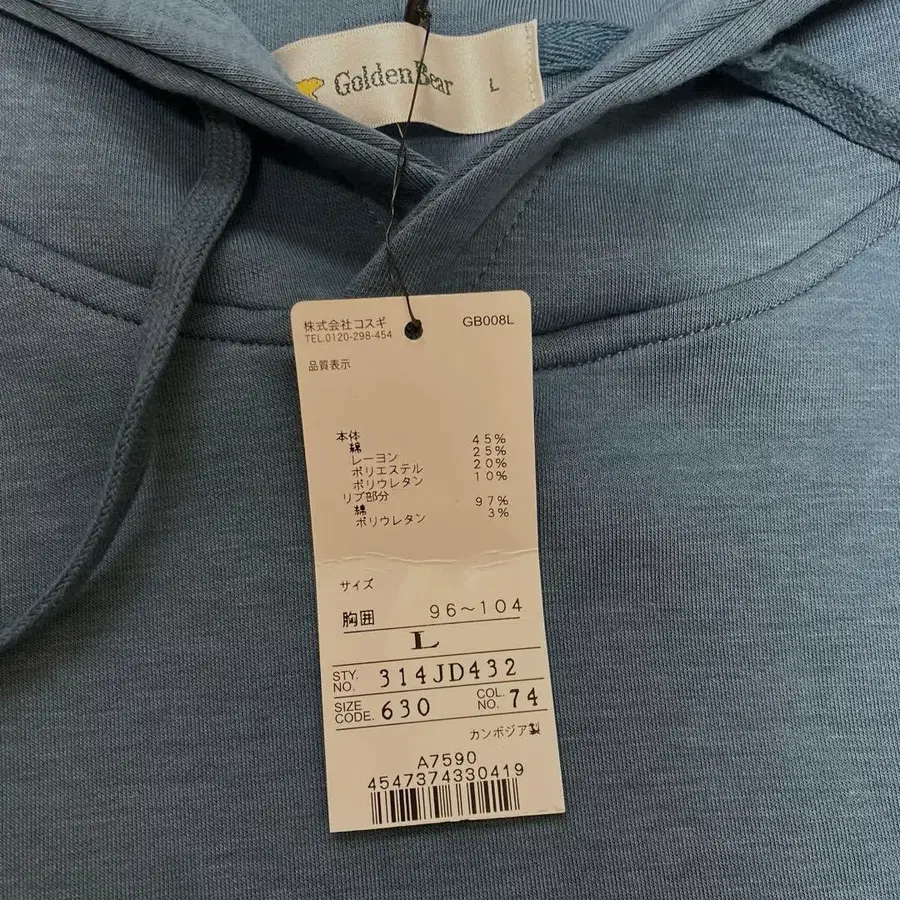 GoldenBear L
株式会社コスギ
TEL.0120-298-454
GB008L
品質表示
本体
綿 45%
レーヨン 25%
ポリエステル 20%
ポリウレタン 10%
リブ部分
綿 97%
ポリウレタン 3%
サイズ
胸囲 96～104
L
STY. NO. 314JD432
SIZE CODE. 630 COL. NO. 74
カンボジア製
A7590
4547374330419